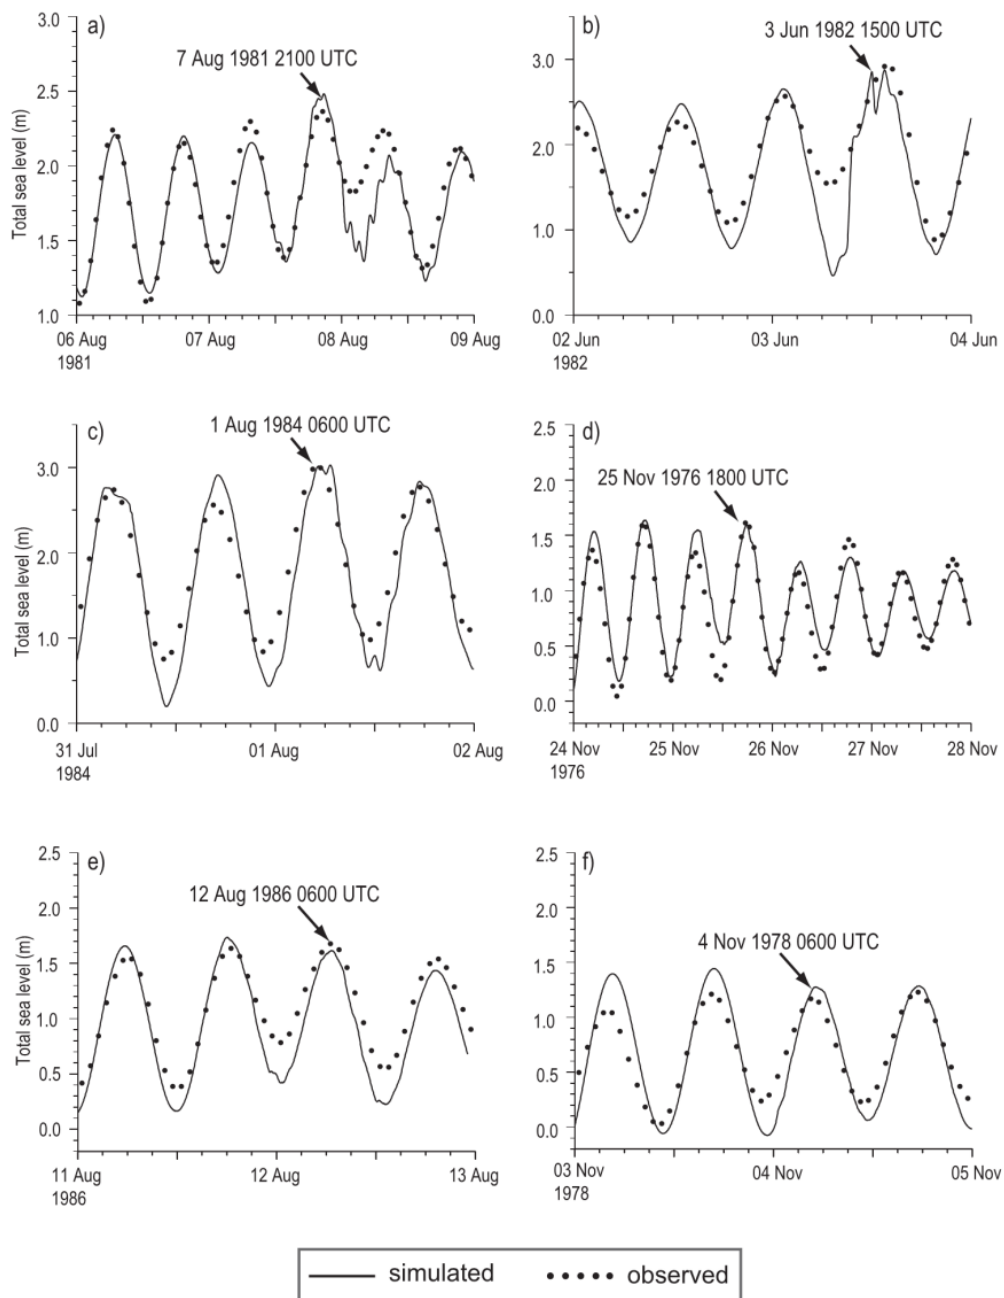 a)
7 Aug 1981 2100 UTC
Total sea level (m)
3.0
2.5
2.0
1.5
1.0
06 Aug 07 Aug 08 Aug 09 Aug
1981
b)
3 Jun 1982 1500 UTC
3.0
2.0
1.0
0.0
02 Jun 03 Jun 04 Jun
1982
c)
1 Aug 1984 0600 UTC
Total sea level (m)
3.0
2.0
1.0
0.0
31 Jul 01 Aug 02 Aug
1984
d)
25 Nov 1976 1800 UTC
2.5
2.0
1.5
1.0
0.5
0.0
24 Nov 25 Nov 26 Nov 27 Nov 28 Nov
1976
e)
12 Aug 1986 0600 UTC
Total sea level (m)
2.5
2.0
1.5
1.0
0.5
0.0
11 Aug 12 Aug 13 Aug
1986
f)
4 Nov 1978 0600 UTC
2.5
2.0
1.5
1.0
0.5
0.0
03 Nov 04 Nov 05 Nov
1978
simulated observed